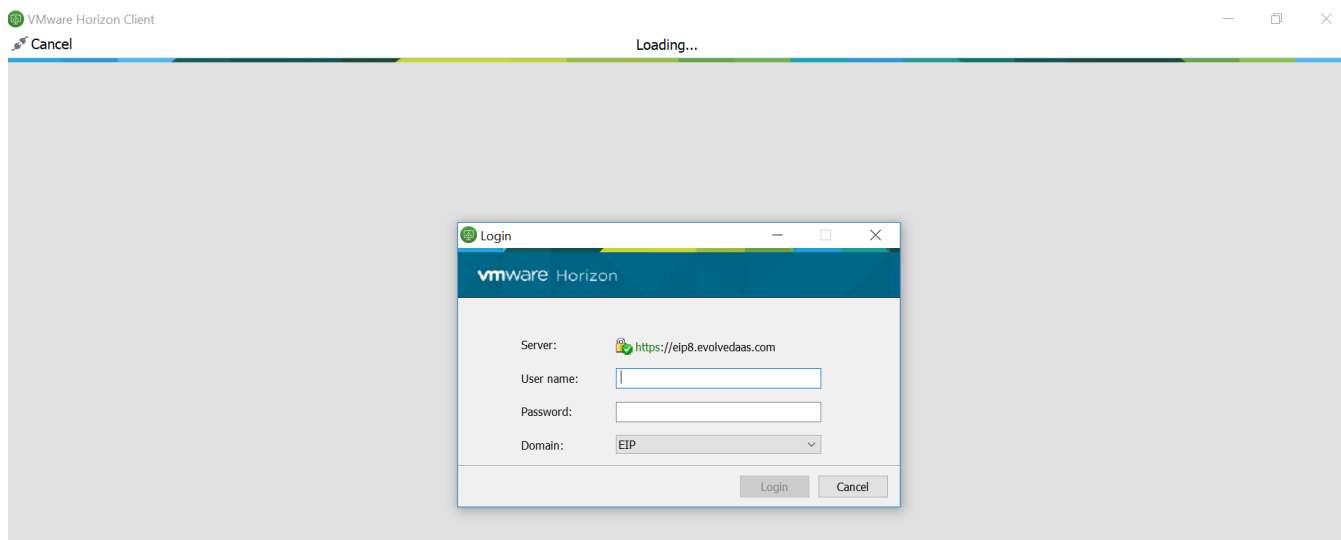 VMware Horizon Client
Cancel
Loading...
Login
vmware Horizon
Server: https://eip8.evolvedaas.com
User name:
Password:
Domain: EIP
Login Cancel